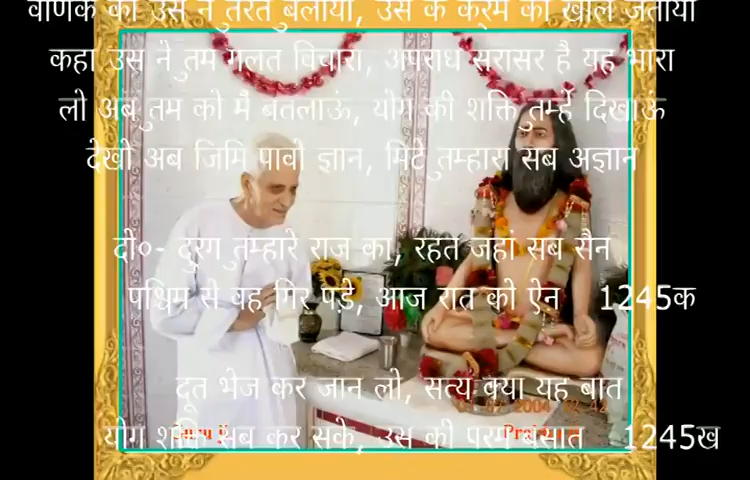 वाणिक को उस ने तुरत बुलाया, उस के कर्म को खोल जताया
कहा उस ने तुम गलत विचारा, अपराध सरासर है यह भारा
लो अब तुम को मैं बतलाऊं, योग की शक्ति तुम्हें दिखाऊं
देखो अब जिमि पावो ज्ञान, मिटे तुम्हारा सब अज्ञान
दो०- दुरग तुम्हारे राज का, रहत जहां सब सैन
पश्चिम से वह गिर पड़े, आज रात को ऐन 1245क
दूत भेज कर जान लो, सत्य क्या यह बात
योग शक्ति सब कर सके, उस की परम बसात 1245ख